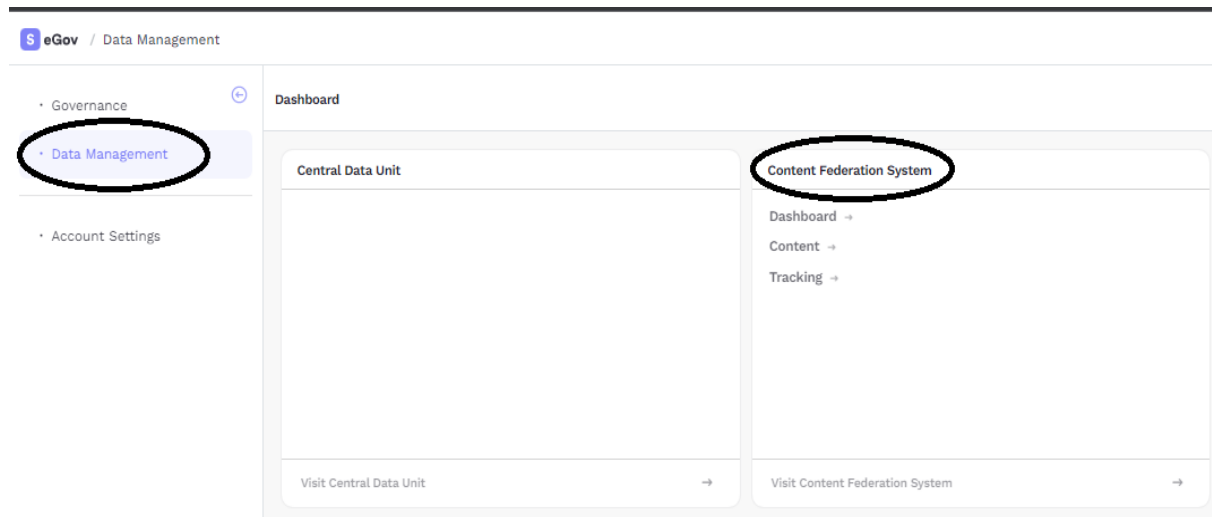 S eGov / Data Management
Governance
Data Management
Account Settings
Dashboard
Central Data Unit
Visit Central Data Unit →
Content Federation System
Dashboard →
Content →
Tracking →
Visit Content Federation System →